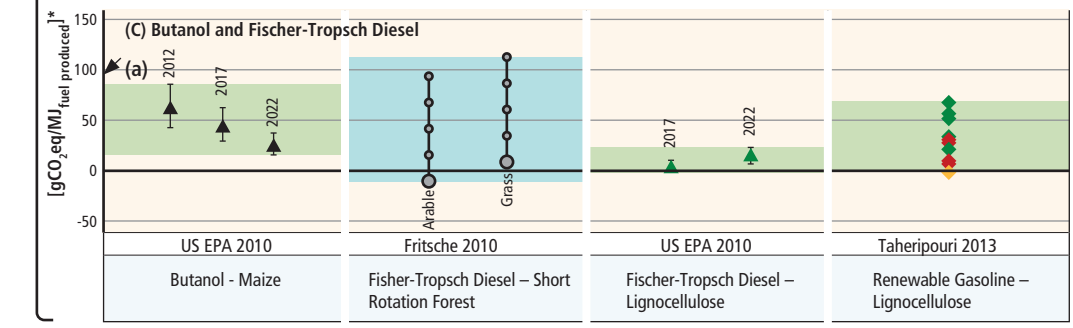 [gCO2eq/MJfuel produced]*
150
100
50
0
-50
(C) Butanol and Fischer-Tropsch Diesel
(a)
2012
2017
2022
Arable
Grass
2017
2022
US EPA 2010
Fritsche 2010
US EPA 2010
Taheripouri 2013
Butanol - Maize
Fisher-Tropsch Diesel – Short
Rotation Forest
Fischer-Tropsch Diesel –
Lignocellulose
Renewable Gasoline –
Lignocellulose